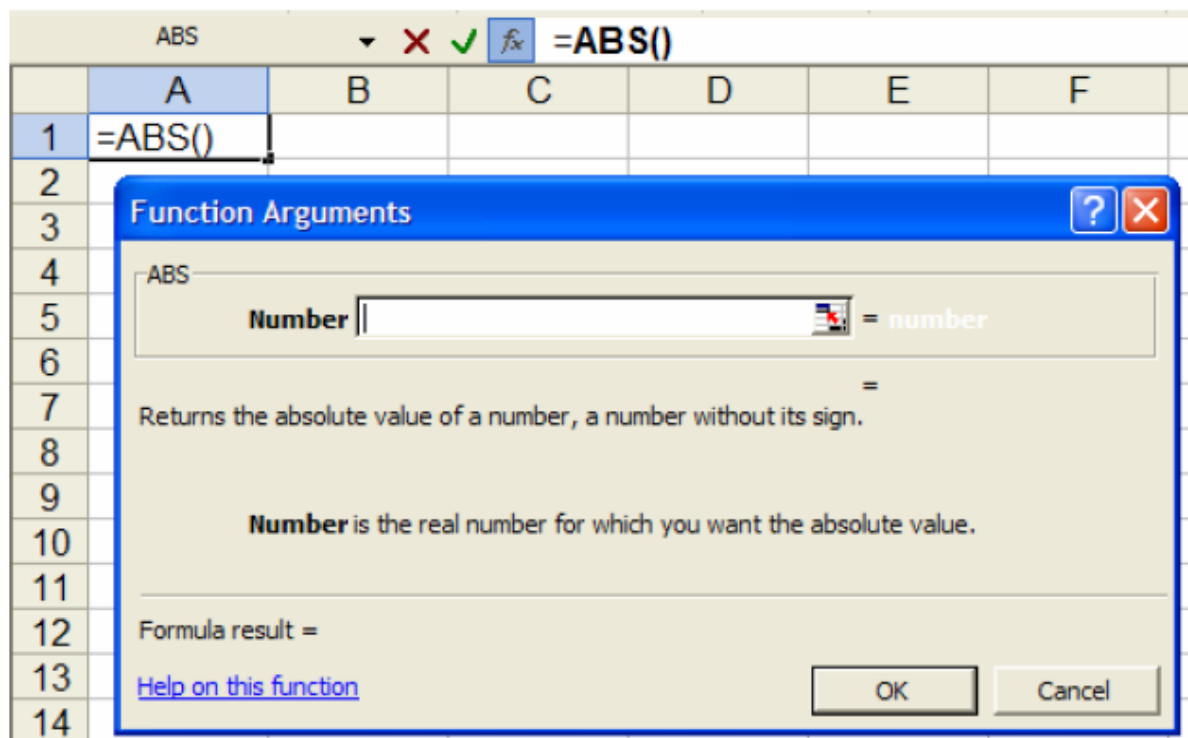 ABS fx =ABS()
A B C D E F
1 =ABS()
2
3 Function Arguments ?
4 ABS
5 Number = number
6
7 =
Returns the absolute value of a number, a number without its sign.
8
9
10 Number is the real number for which you want the absolute value.
11
12 Formula result =
13 Help on this function OK Cancel
14